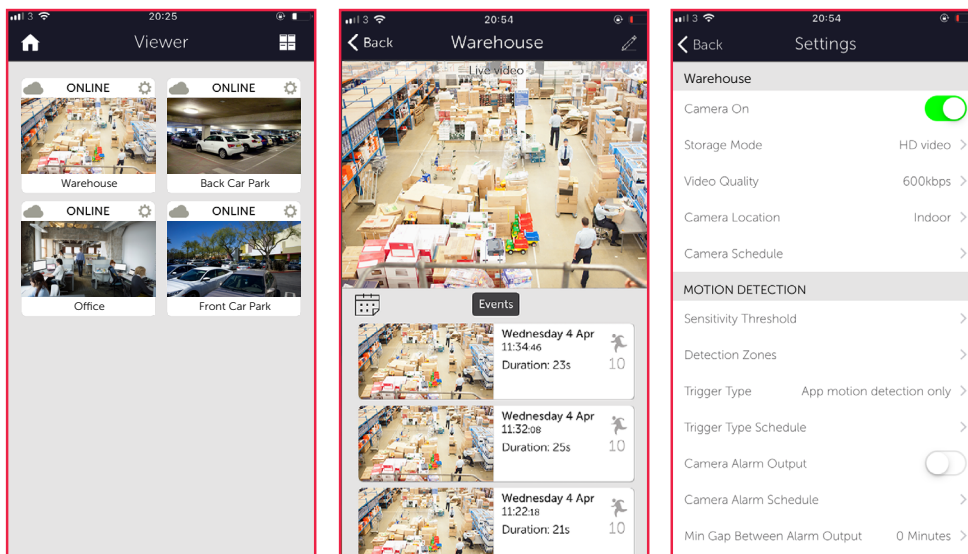 3
20:25
Viewer
ONLINE
ONLINE
Warehouse
Back Car Park
ONLINE
ONLINE
Office
Front Car Park
3
20:54
Back
Warehouse
Live video
Events
Wednesday 4 Apr
11:34:46
Duration: 23s
10
Wednesday 4 Apr
11:32:08
Duration: 25s
10
Wednesday 4 Apr
11:22:18
Duration: 21s
10
3
20:54
Back
Settings
Warehouse
Camera On
Storage Mode HD video
Video Quality 600kbps
Camera Location Indoor
Camera Schedule
MOTION DETECTION
Sensitivity Threshold
Detection Zones
Trigger Type App motion detection only
Trigger Type Schedule
Camera Alarm Output
Camera Alarm Schedule
Min Gap Between Alarm Output 0 Minutes